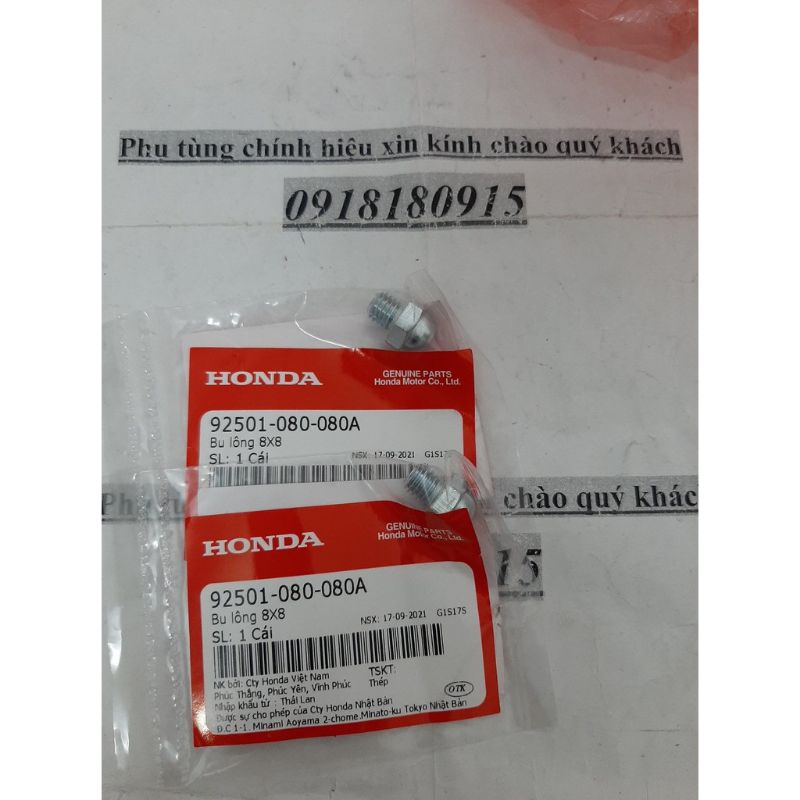 Phụ tùng chính hiệu xin kính chào quý khách
0918180915
HONDA
GENUINE PARTS
Honda Motor Co., Ltd.
92501-080-080A
Bu lông 8X8
SL: 1 Cái
NSX: 17-09-2021 G1S17S
chào quý khách
15
HONDA
GENUINE PARTS
Honda Motor Co., Ltd.
92501-080-080A
Bu lông 8X8
NSX: 17-09-2021 G1S17S
SL: 1 Cái
NK bởi: Cty Honda Việt Nam
TSKT:
Phúc Thắng, Phúc Yên, Vĩnh Phúc
Thép
Nhập khẩu từ : Thái Lan
OTK
Được sự cho phép của Cty Honda Nhật Bản
Đ.C 1-1. Minami Aoyama 2-chome.Minato-ku Tokyo Nhật Bản